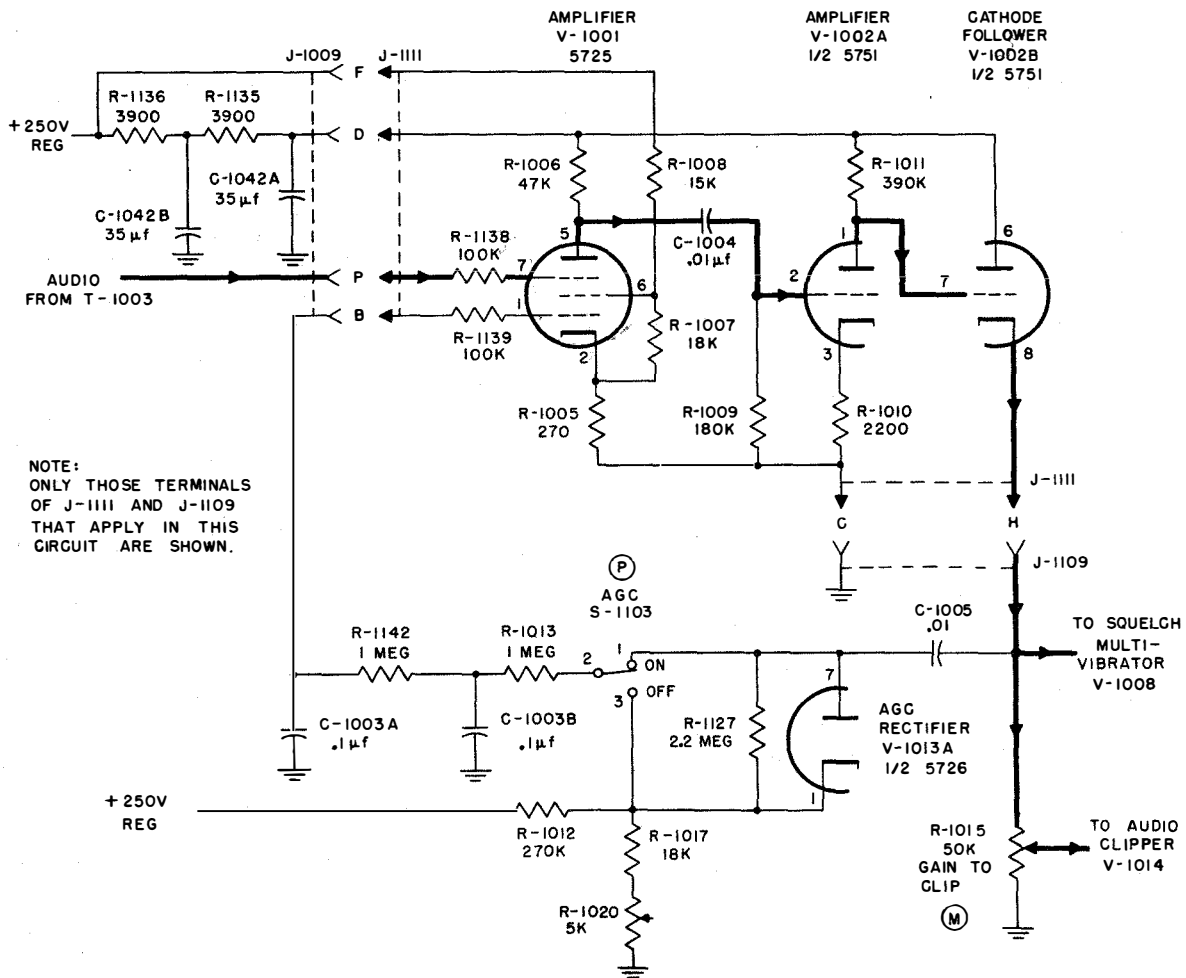 AMPLIFIER
V-1001
5725
AMPLIFIER
V-1002A
1/2 5751
CATHODE
FOLLOWER
V-1002B
1/2 5751
J-1009
J-1111
F
R-1136
3900
R-1135
3900
+250V
REG
D
C-1042A
35µf
C-1042B
35µf
R-1006
47K
R-1008
15K
R-1011
390K
5
C-1004
.01µf
1
6
R-1138
100K
7
AUDIO
FROM T-1003
P
6
2
7
B
1
R-1139
100K
R-1007
18K
2
3
8
R-1005
270
R-1009
180K
R-1010
2200
NOTE:
ONLY THOSE TERMINALS
OF J-1111 AND J-1109
THAT APPLY IN THIS
CIRCUIT ARE SHOWN.
J-1111
C
H
J-1109
P
AGC
S-1103
C-1005
.01
TO SQUELCH
MULTI-
VIBRATOR
V-1008
R-1142
1 MEG
R-1013
1 MEG
2
1
ON
3
OFF
7
C-1003A
.1µf
C-1003B
.1µf
R-1127
2.2 MEG
AGC
RECTIFIER
V-1013A
1/2 5726
1
+250V
REG
R-1012
270K
R-1017
18K
R-1015
50K
GAIN TO
CLIP
M
TO AUDIO
CLIPPER
V-1014
R-1020
5K